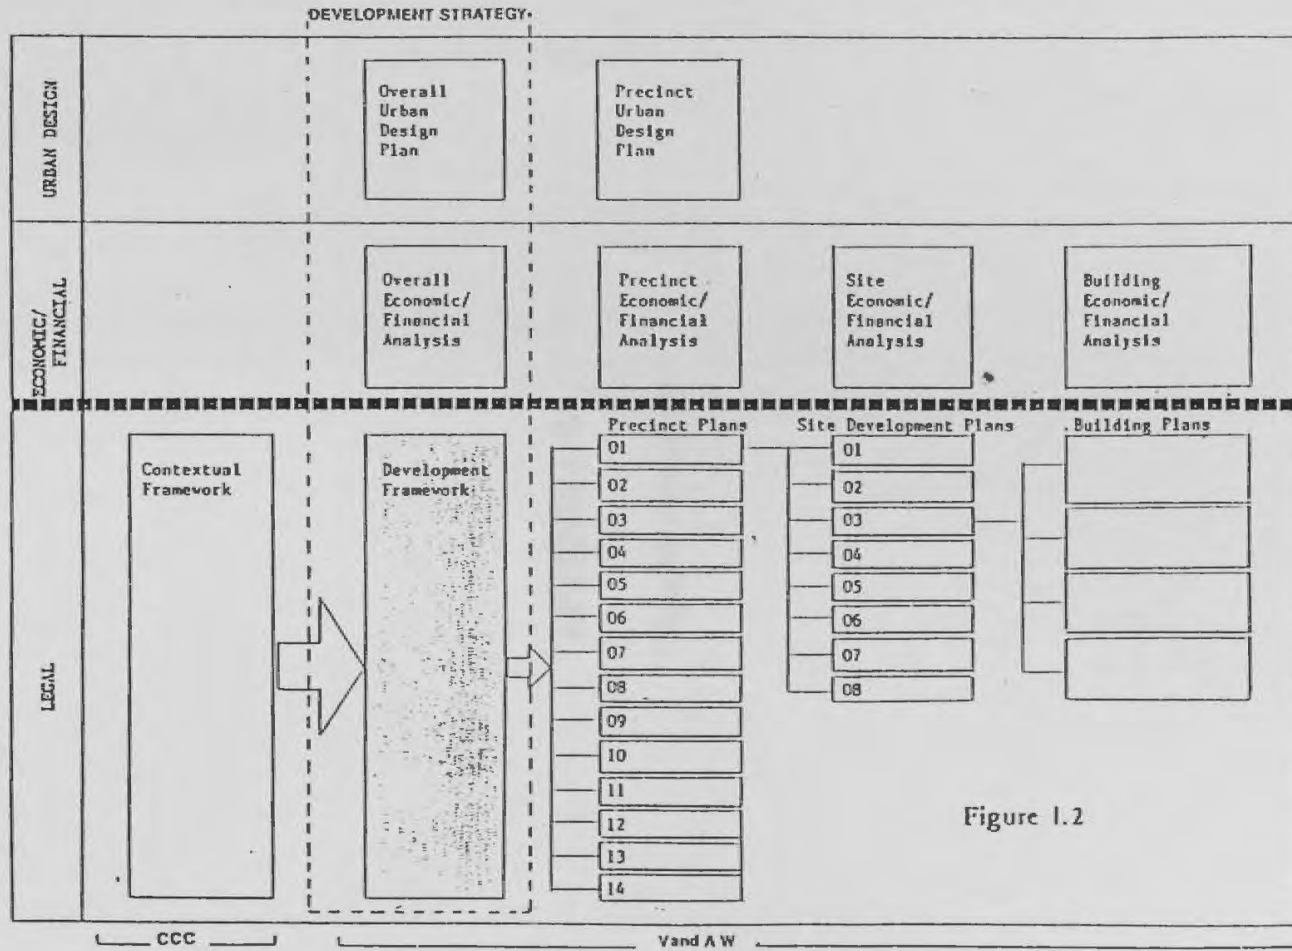 DEVELOPMENT STRATEGY
URBAN DESIGN
Overall
Urban
Design
Plan
Precinct
Urban
Design
Plan
ECONOMIC/
FINANCIAL
Overall
Economic/
Financial
Analysis
Precinct
Economic/
Financial
Analysis
Site
Economic/
Financial
Analysis
Building
Economic/
Financial
Analysis
LEGAL
Contextual
Framework
Development
Framework
Precinct Plans
01
02
03
04
05
06
07
08
09
10
11
12
13
14
Site Development Plans
01
02
03
04
05
06
07
08
Building Plans
Figure 1.2
CCC
VandAW